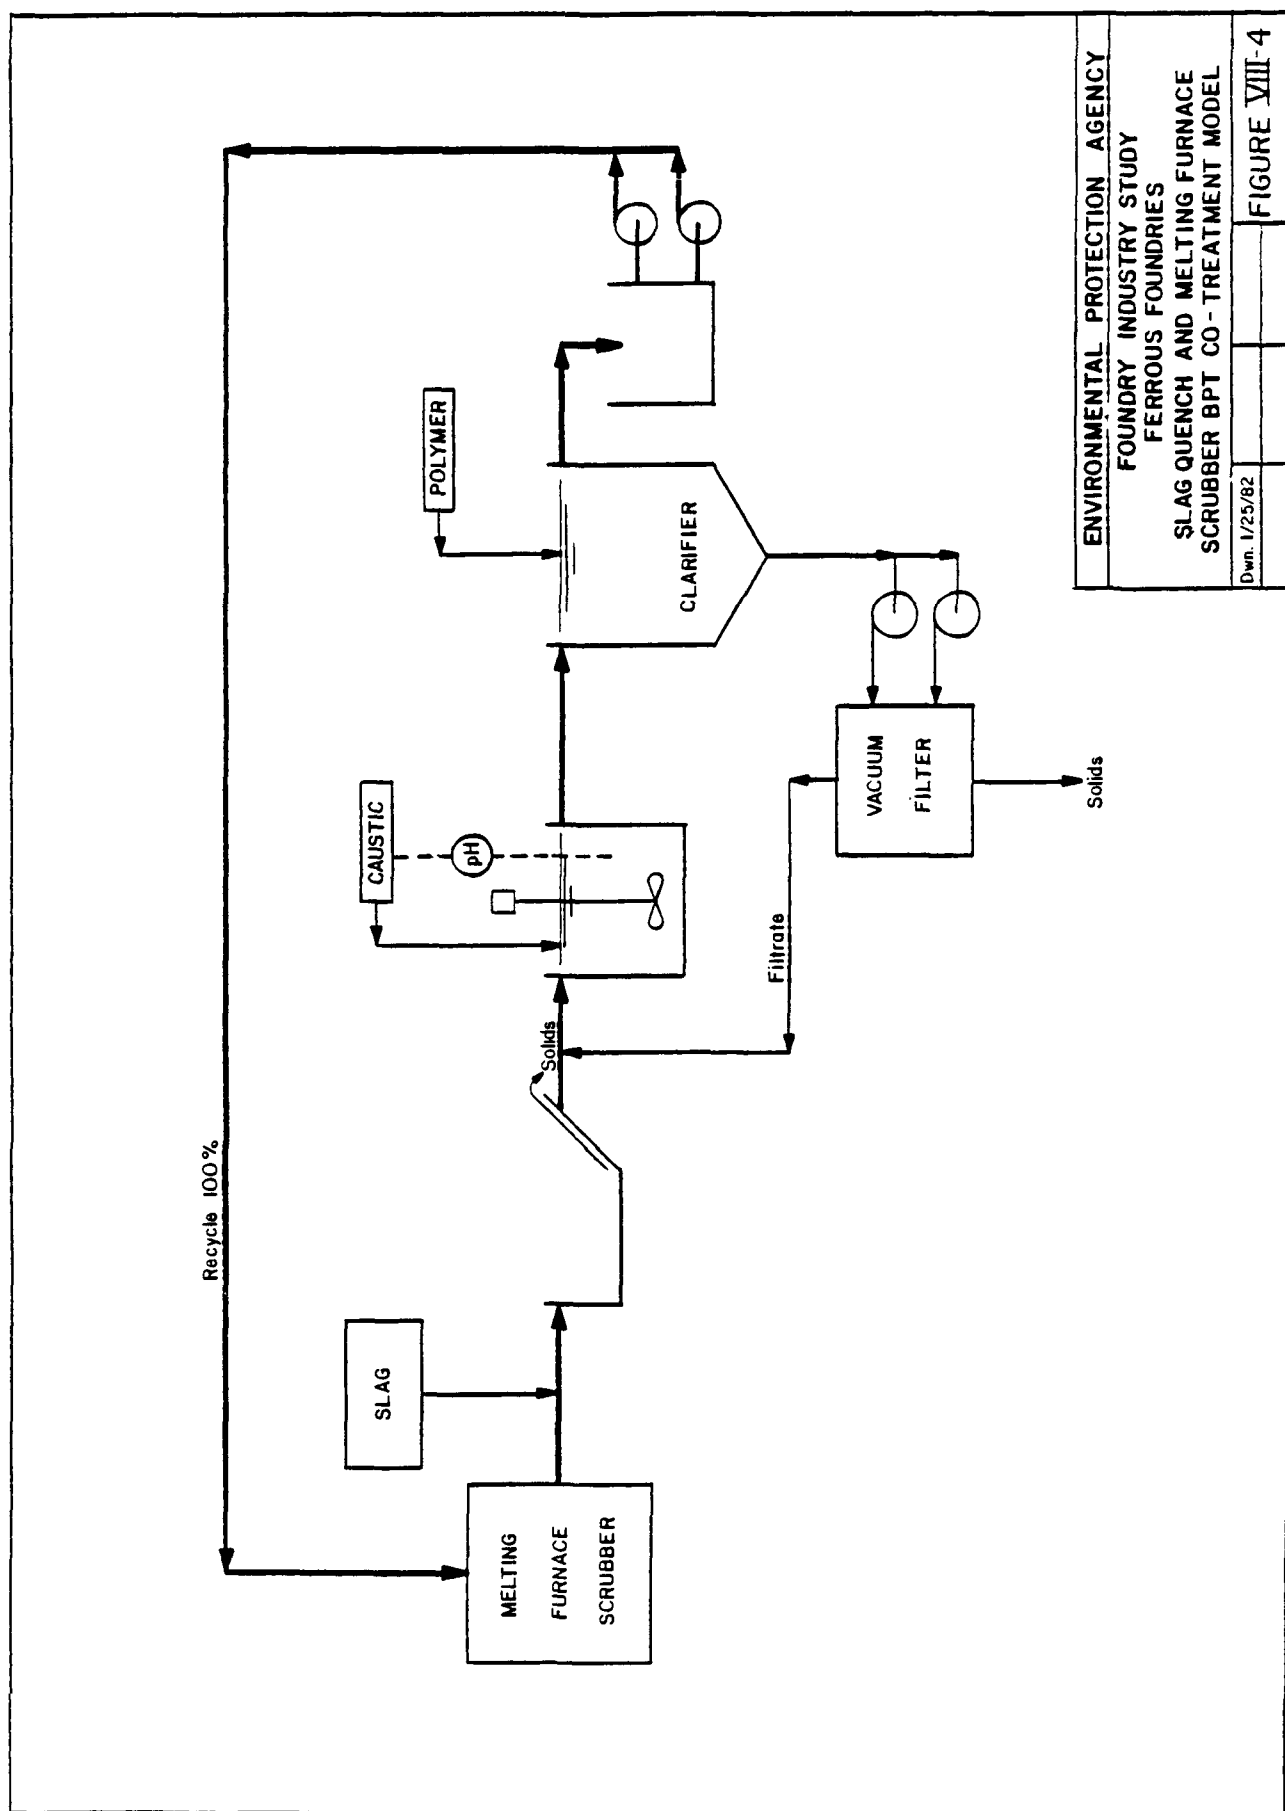 Recycle 100%
SLAG
MELTING
FURNACE
SCRUBBER
Solids
CAUSTIC
pH
POLYMER
CLARIFIER
Filtrate
VACUUM
FILTER
Solids
ENVIRONMENTAL PROTECTION AGENCY
FOUNDRY INDUSTRY STUDY
FERROUS FOUNDRIES
SLAG QUENCH AND MELTING FURNACE
SCRUBBER BPT CO-TREATMENT MODEL
Dwn. 1/25/82
FIGURE VIII-4